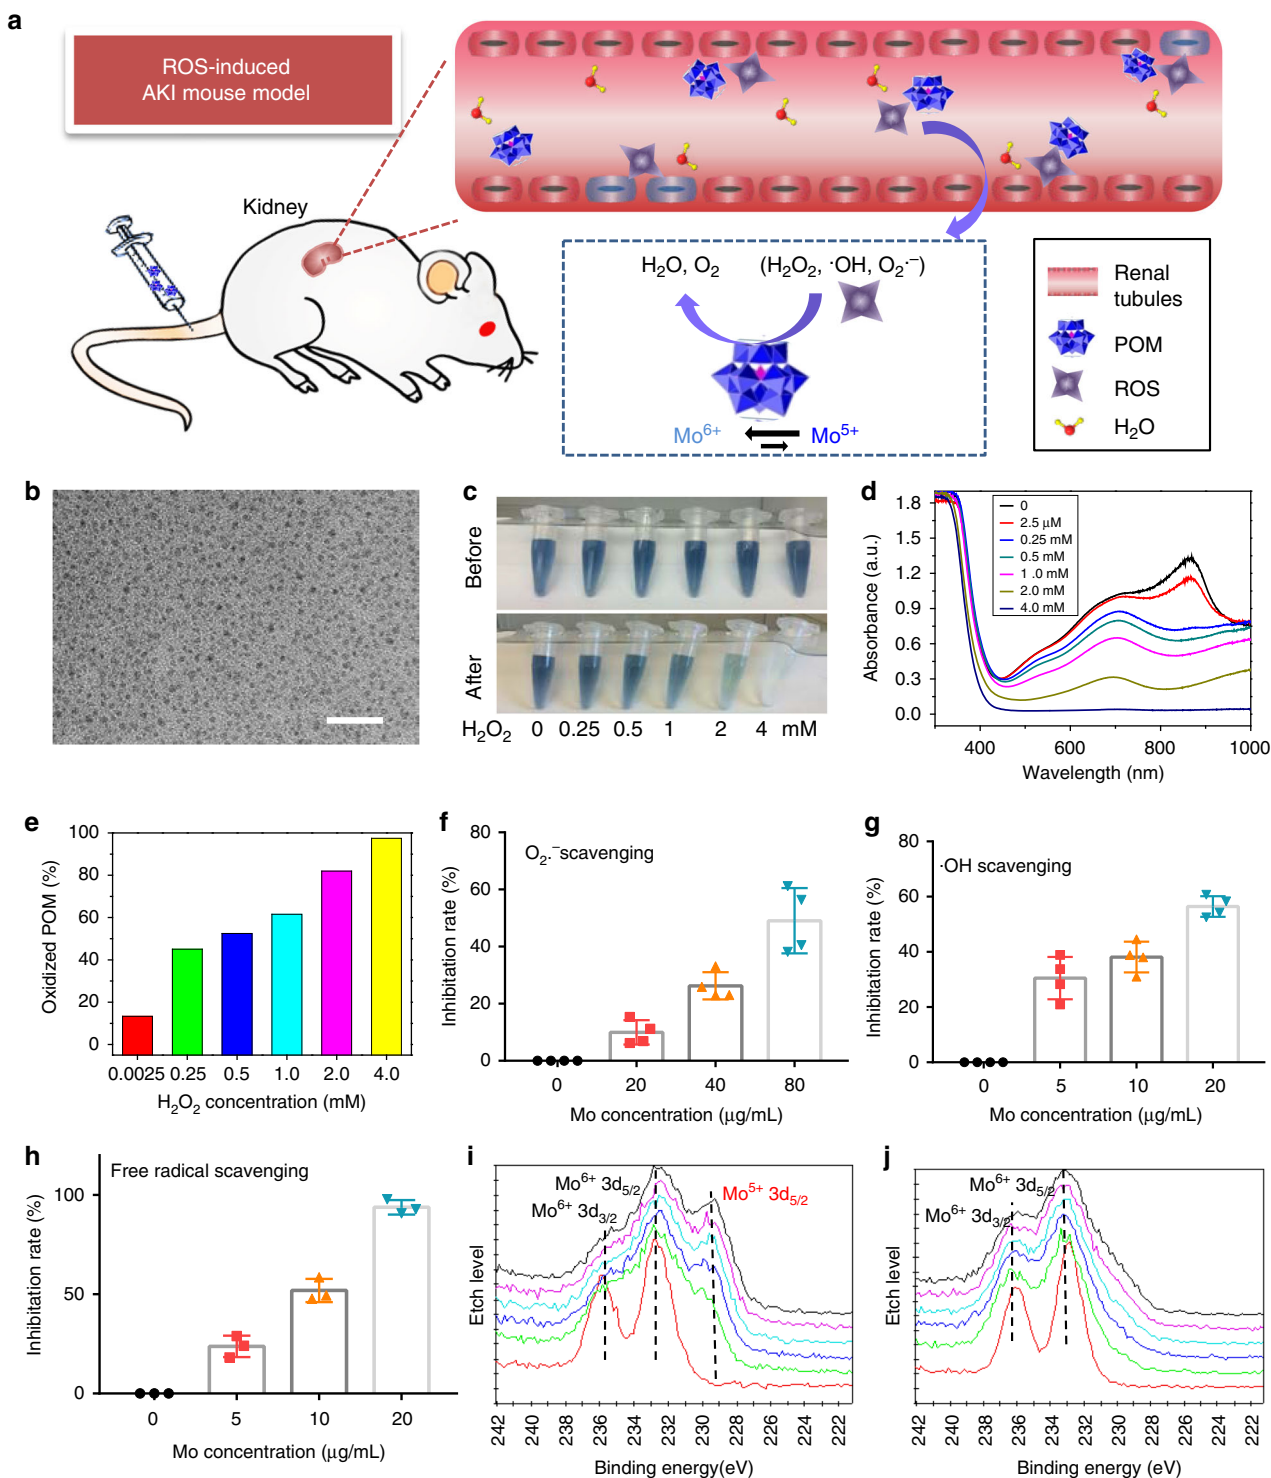 a
ROS-induced
AKI mouse model
Kidney
H₂O, O₂ (H₂O₂, ·OH, O₂·⁻)
Mo⁶⁺ Mo⁵⁺
Renal
tubules
POM
ROS
H₂O
b
c
Before
After
H₂O₂ 0 0.25 0.5 1 2 4 mM
d
Absorbance (a.u.)
1.8
1.5
1.2
0.9
0.6
0.3
0.0
0
2.5 μM
0.25 mM
0.5 mM
1 .0 mM
2.0 mM
4.0 mM
400 600 800 1000
Wavelength (nm)
e
Oxidized POM (%)
100
80
60
40
20
0
0.0025 0.25 0.5 1.0 2.0 4.0
H₂O₂ concentration (mM)
f
O₂.⁻scavenging
Inhibitation rate (%)
80
60
40
20
0
0 20 40 80
Mo concentration (μg/mL)
g
·OH scavenging
Inhibitation rate (%)
80
60
40
20
0
0 5 10 20
Mo concentration (μg/mL)
h
Free radical scavenging
Inhibitation rate (%)
100
50
0
0 5 10 20
Mo concentration (μg/mL)
i
Mo⁶⁺ 3d₅/₂
Mo⁶⁺ 3d₃/₂
Mo⁵⁺ 3d₅/₂
Etch level
242 240 238 236 234 232 230 228 226 224 222
Binding energy(eV)
j
Mo⁶⁺ 3d₅/₂
Mo⁶⁺ 3d₃/₂
Etch level
242 240 238 236 234 232 230 228 226 224 222
Binding energy (eV)